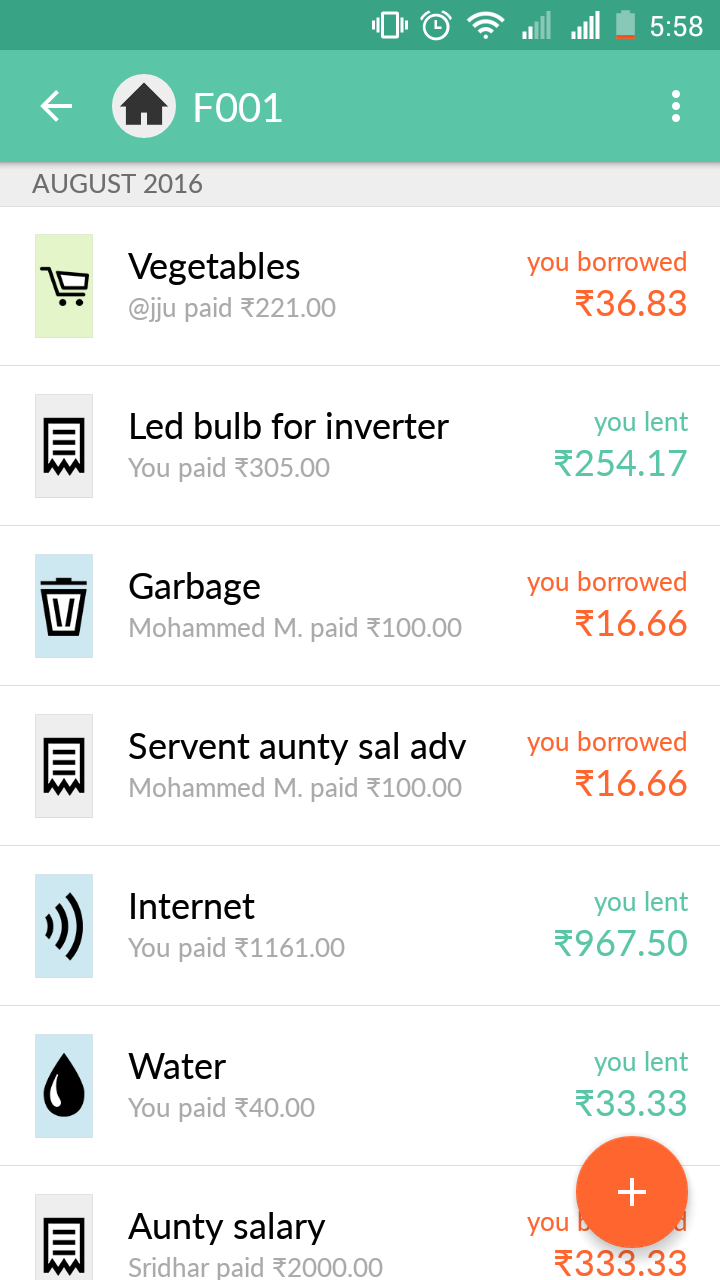 5:58
F001
AUGUST 2016
Vegetables
you borrowed
@jju paid ₹221.00
₹36.83
Led bulb for inverter
you lent
You paid ₹305.00
₹254.17
Garbage
you borrowed
Mohammed M. paid ₹100.00
₹16.66
Servent aunty sal adv
you borrowed
Mohammed M. paid ₹100.00
₹16.66
Internet
you lent
You paid ₹1161.00
₹967.50
Water
you lent
You paid ₹40.00
₹33.33
Aunty salary
you
Sridhar paid ₹2000.00
₹333.33